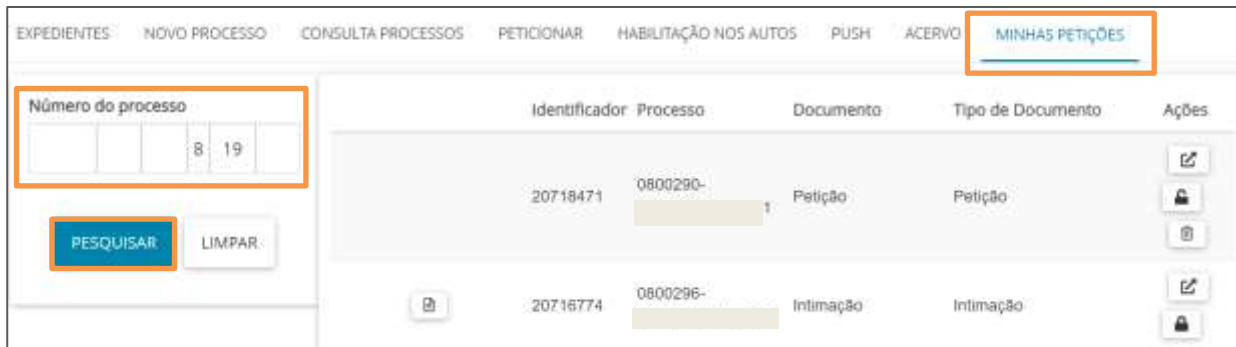 EXPEDIENTES NOVO PROCESSO CONSULTA PROCESSOS PETICIONAR HABILITAÇÃO NOS AUTOS PUSH ACERVO MINHAS PETIÇÕES
Número do processo
8 19
PESQUISAR LIMPAR
Identificador Processo Documento Tipo de Documento Ações
20718471 0800290- Petição Petição
1
20716774 0800296- Intimação Intimação